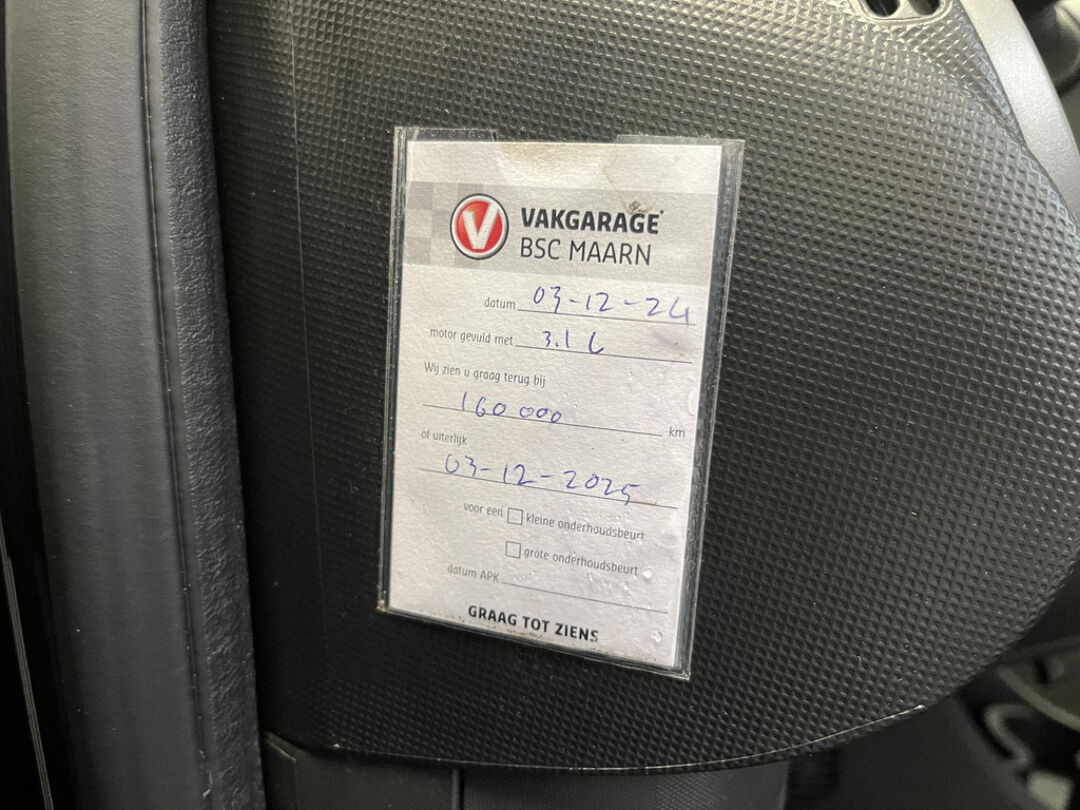 V VAKGARAGE
BSC MAARN
datum 03-12-24
motor gevuld met 3.1 L
Wij zien u graag terug bij
160 000 km
of uiterlijk
03-12-2025
voor een kleine onderhoudsbeurt
grote onderhoudsbeurt
datum APK
GRAAG TOT ZIENS